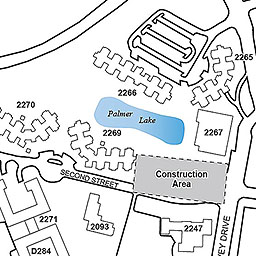 2265
2266
2270
Palmer
Lake
2269
2267
Construction
Area
SECOND STREET
2271
2093
2247
D284
EY DRIVE